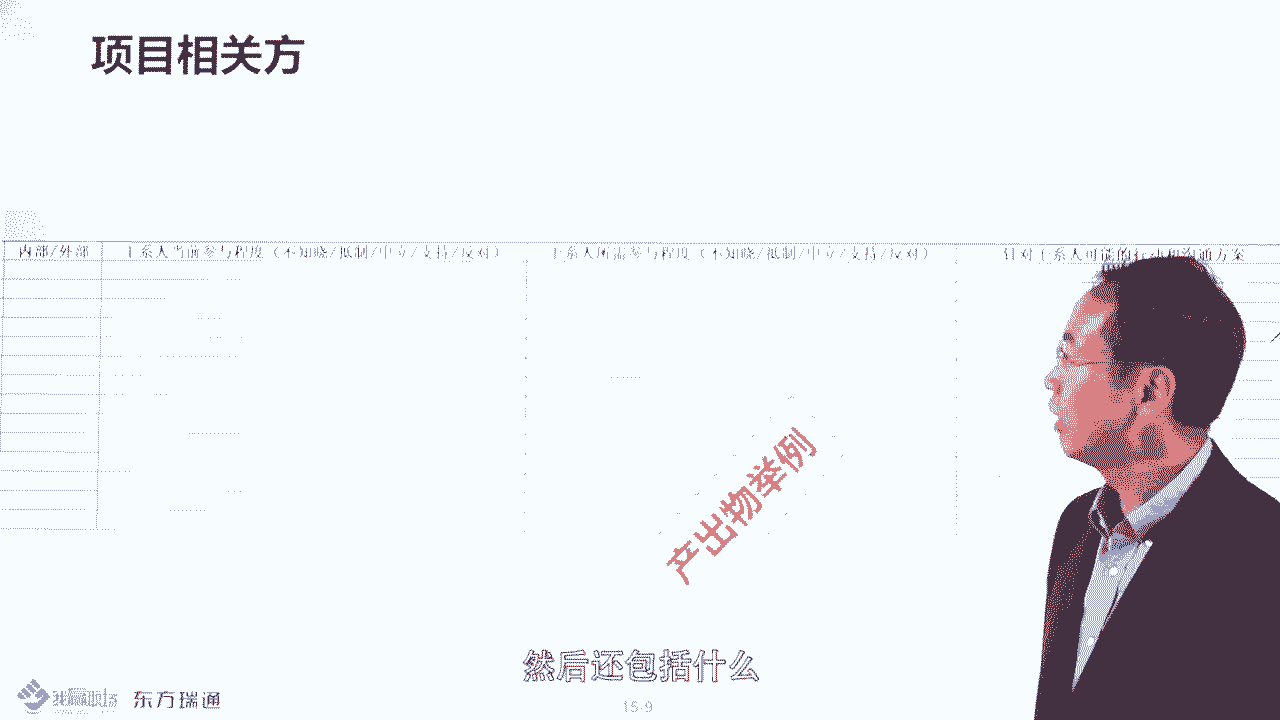 项目相关方
内部/外部
干系人当前参与程度（不知晓/抵制/中立/支持/反对）
干系人所需参与程度（不知晓/抵制/中立/支持/反对）
针对干系人可能的 沟通方案
产出物举例
然后还包括什么
东方瑞通
15-9